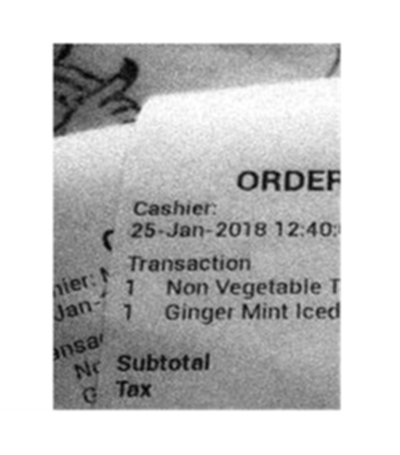 ORDER
Cashier:
25-Jan-2018 12:40:
Transaction
1 Non Vegetable T
1 Ginger Mint Iced
Subtotal
Tax